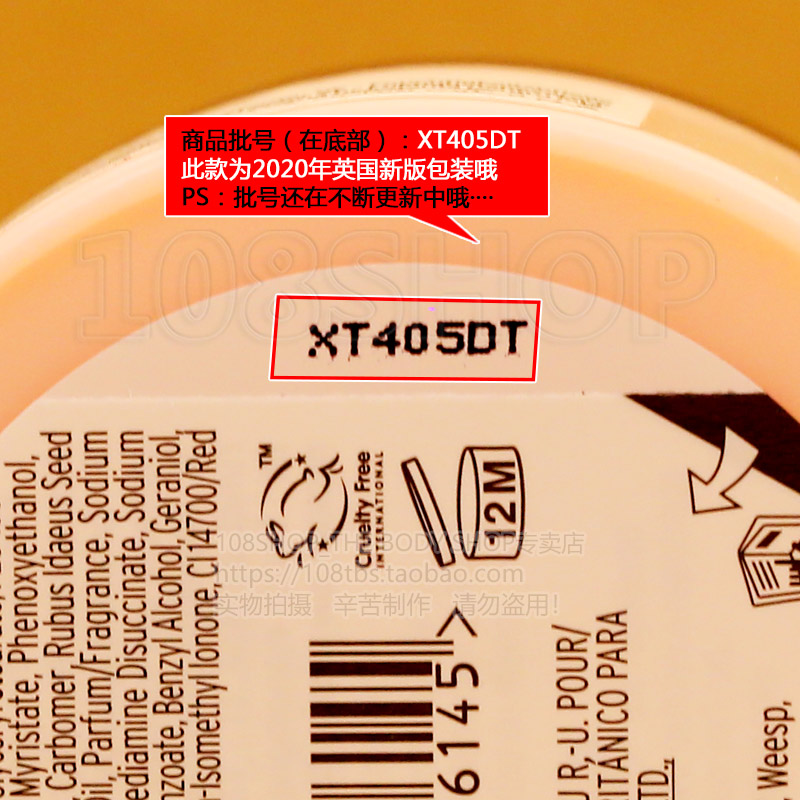 商品批号（在底部）：XT405DT
此款为2020年英国新版包装哦
PS：批号还在不断更新中哦····
108SHOP
XT405DT
Myristate, Phenoxyethanol,
Carbomer, Rubus Idaeus Seed
Oil, Parfum/Fragrance, Sodium
Disuccinate, Sodium
Benzyl Alcohol, Geraniol,
-Isomethyl Ionone, CI 14700/Red
TM
Cruelty Free
INTERNATIONAL
12M
108SHOP THE BODY SHOP专卖店
https://108tbs.taobao.com
实物拍摄 辛苦制作 请勿盗用!
6145 >
U R,-U. POUR/
PARA
Weesp,